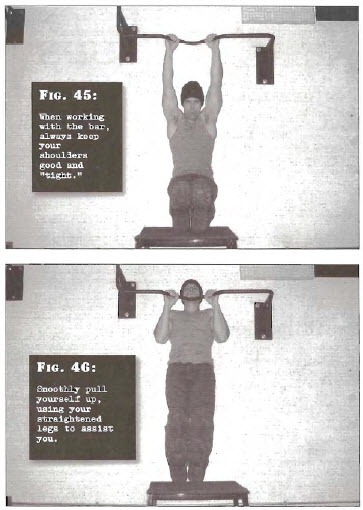 FIG. 45:
When working
with the bar,
always keep
your
shoulders
good and
"tight."
FIG. 46:
Smoothly pull
yourself up,
using your
straightened
legs to assist
you.